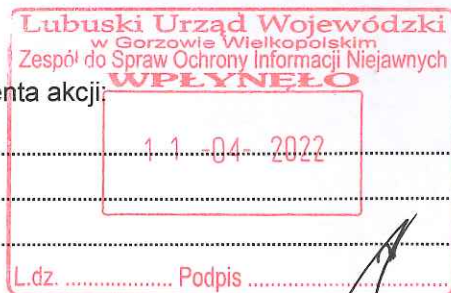 Lubuski Urząd Wojewódzki
w Gorzowie Wielkopolskim
Zespół do Spraw Ochrony Informacji Niejawnych
WPŁYNĘŁO
enta akcji:
11 -04- 2022
L.dz. .................. Podpis ..............................